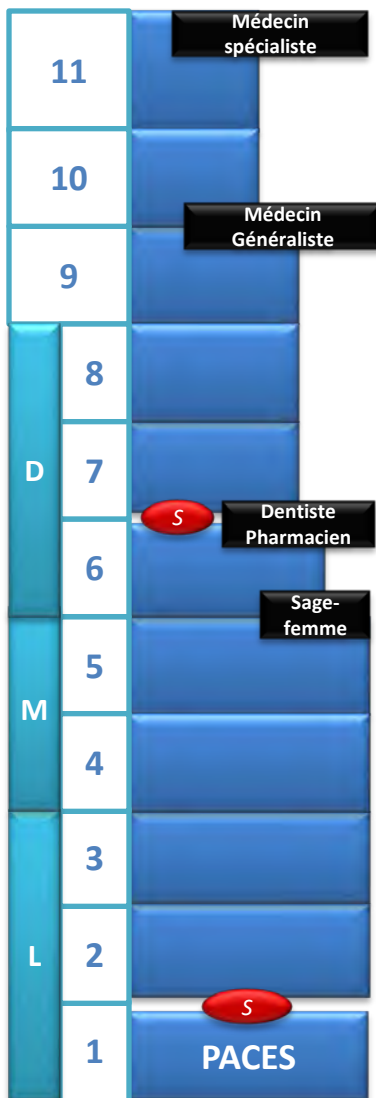 Médecin
spécialiste
11
10
Médecin
Généraliste
9
8
7
D
S
Dentiste
Pharmacien
6
Sage-
femme
5
M
4
3
2
L
S
1
PACES